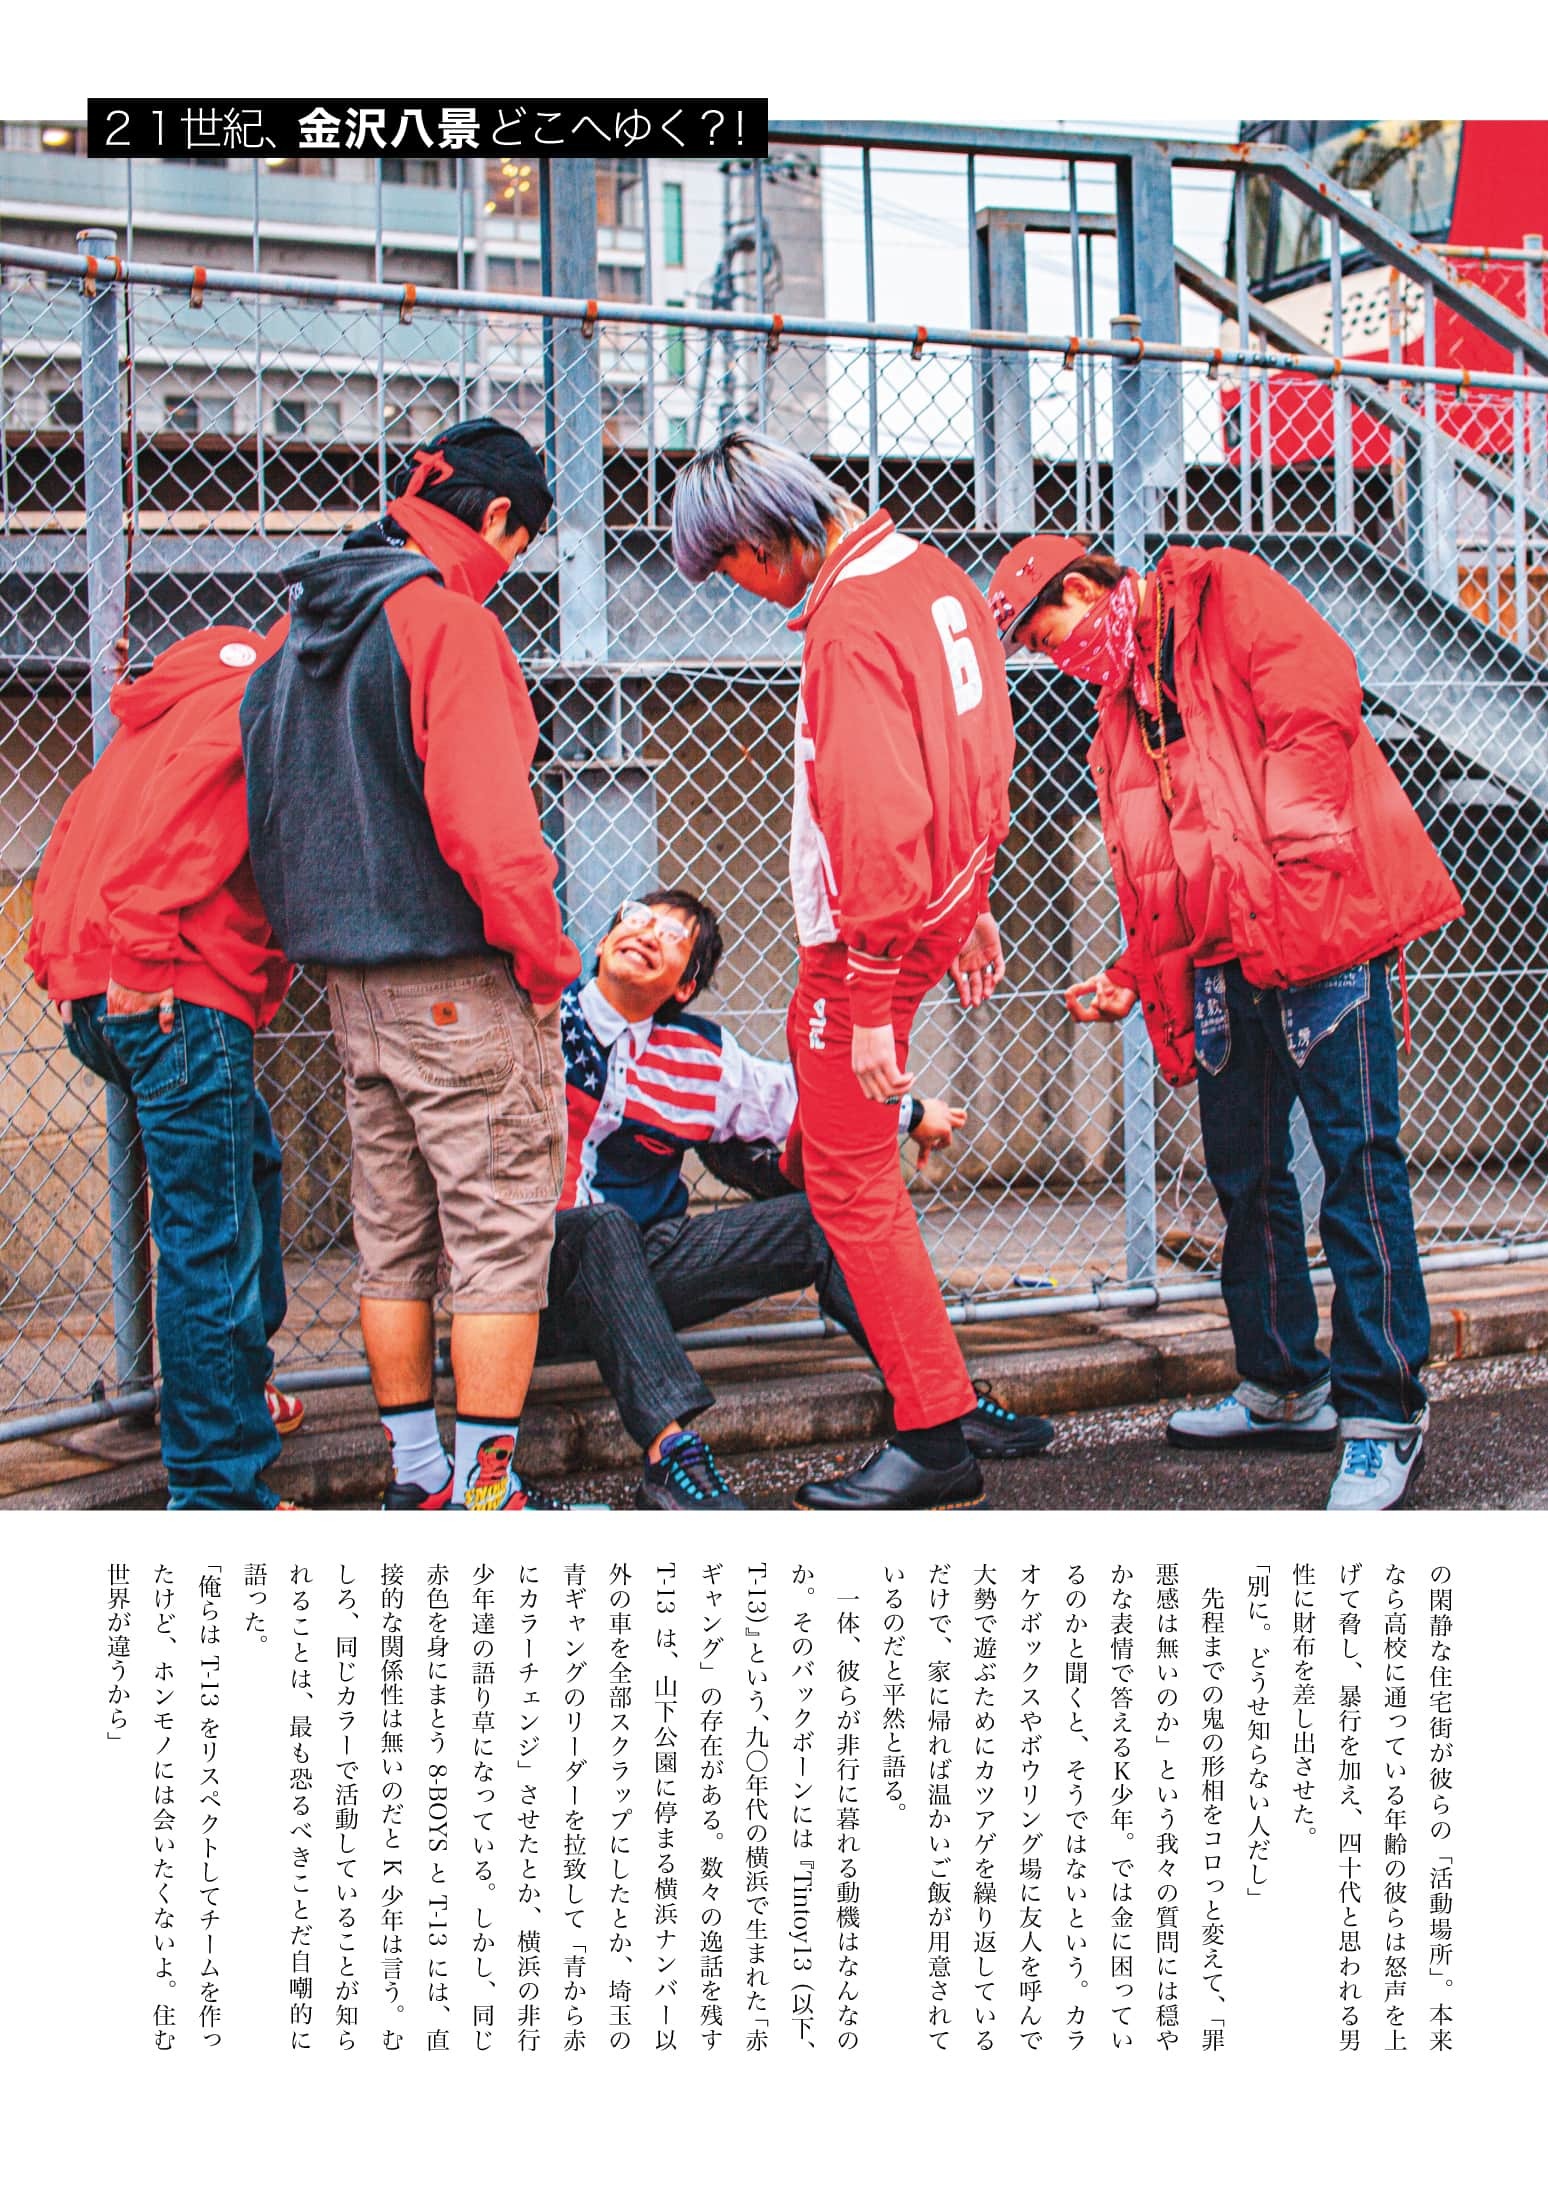 ２１世紀、金沢八景どこへゆく?!
6
FILA
の閑静な住宅街が彼らの「活動場所」。本来
なら高校に通っている年齢の彼らは怒声を上
げて脅し、暴行を加え、四十代と思われる男
性に財布を差し出させた。
「別に。どうせ知らない人だし」
先程までの鬼の形相をコロっと変えて、「罪
悪感は無いのか」という我々の質問には穏や
かな表情で答えるK少年。では金に困ってい
るのかと聞くと、そうではないという。カラ
オケボックスやボウリング場に友人を呼んで
大勢で遊ぶためにカツアゲを繰り返している
だけで、家に帰れば温かいご飯が用意されて
いるのだと平然と語る。
一体、彼らが非行に暮れる動機はなんなの
か。そのバックボーンには『Tintoy13（以下、
T-13)』という、九〇年代の横浜で生まれた「赤
ギャング」の存在がある。数々の逸話を残す
T-13 は、山下公園に停まる横浜ナンバー以
外の車を全部スクラップにしたとか、埼玉の
青ギャングのリーダーを拉致して「青から赤
にカラーチェンジ」させたとか、横浜の非行
少年達の語り草になっている。しかし、同じ
赤色を身にまとう 8-BOYS と T-13 には、直
接的な関係性は無いのだと K 少年は言う。む
しろ、同じカラーで活動していることが知ら
れることは、最も恐るべきことだ自嘲的に
語った。
「俺らは T-13 をリスペクトしてチームを作っ
たけど、ホンモノには会いたくないよ。住む
世界が違うから」